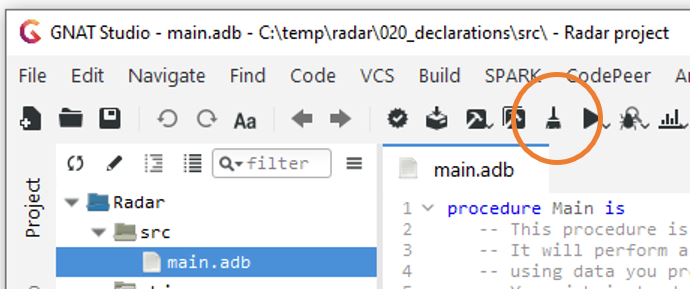 GNAT Studio - main.adb - C:\temp\radar\020_declarations\src\ - Radar project
File Edit Navigate Find Code VCS Build SPARK CodePeer
Aa
filter
main.adb
Project
Radar
src
main.adb
1 procedure Main is
2 -- This procedure is
3 -- It will perform a
4 -- using data you pro
5